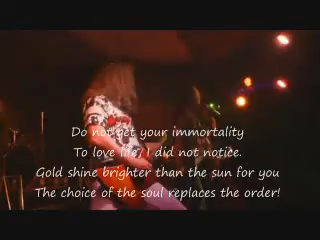 Do not get your immortality
To love life, I did not notice.
Gold shine brighter than the sun for you
The choice of the soul replaces the order!